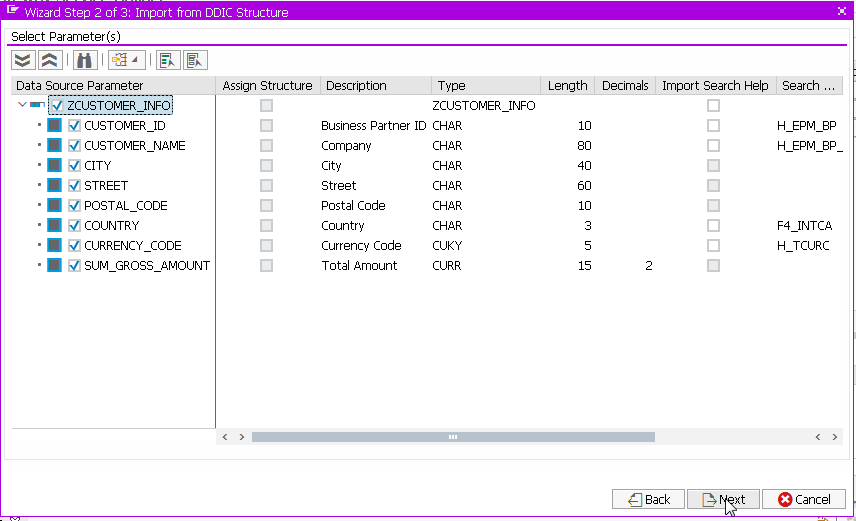 Wizard Step 2 of 3: Import from DDIC Structure
Select Parameter(s)
Data Source Parameter Assign Structure Description Type Length Decimals Import Search Help Search ...
ZCUSTOMER_INFO ZCUSTOMER_INFO
CUSTOMER_ID Business Partner ID CHAR 10 H_EPM_BP
CUSTOMER_NAME Company CHAR 80 H_EPM_BP_
CITY City CHAR 40
STREET Street CHAR 60
POSTAL_CODE Postal Code CHAR 10
COUNTRY Country CHAR 3 F4_INTCA
CURRENCY_CODE Currency Code CUKY 5 H_TCURC
SUM_GROSS_AMOUNT Total Amount CURR 15 2
Back Next Cancel